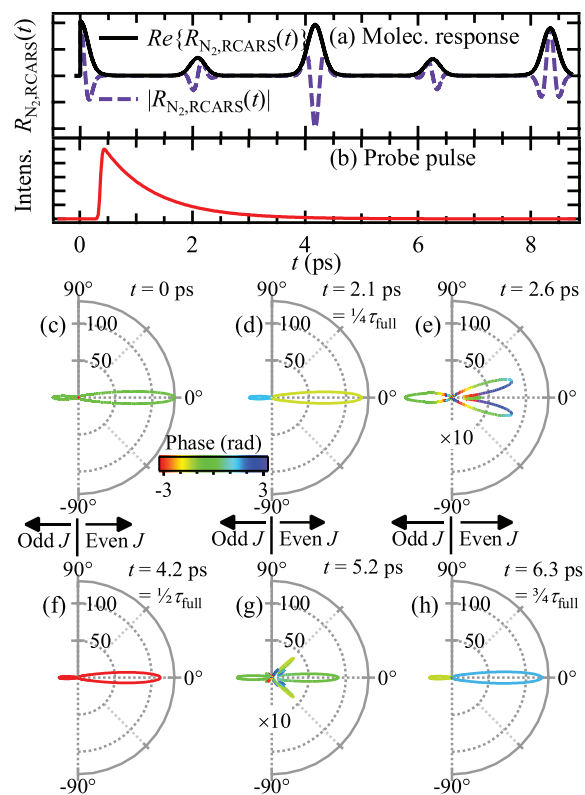 R_{N₂,RCARS}(t)
Re{R_{N₂,RCARS}(t)} (a) Molec. response
|R_{N₂,RCARS}(t)|
Intens.
(b) Probe pulse
0 2 4 6 8
t (ps)
90° t = 0 ps
(c)
100
50
0°
-90°
90° t = 2.1 ps
(d) = ¼ τ_full
100
50
0°
-90°
90° t = 2.6 ps
(e)
100
50
0°
×10
-90°
Phase (rad)
-3 3
Odd J Even J
Odd J Even J
Odd J Even J
90° t = 4.2 ps
(f) = ½ τ_full
100
50
0°
-90°
90° t = 5.2 ps
(g)
100
50
0°
×10
-90°
90° t = 6.3 ps
(h) = ¾ τ_full
100
50
0°
-90°